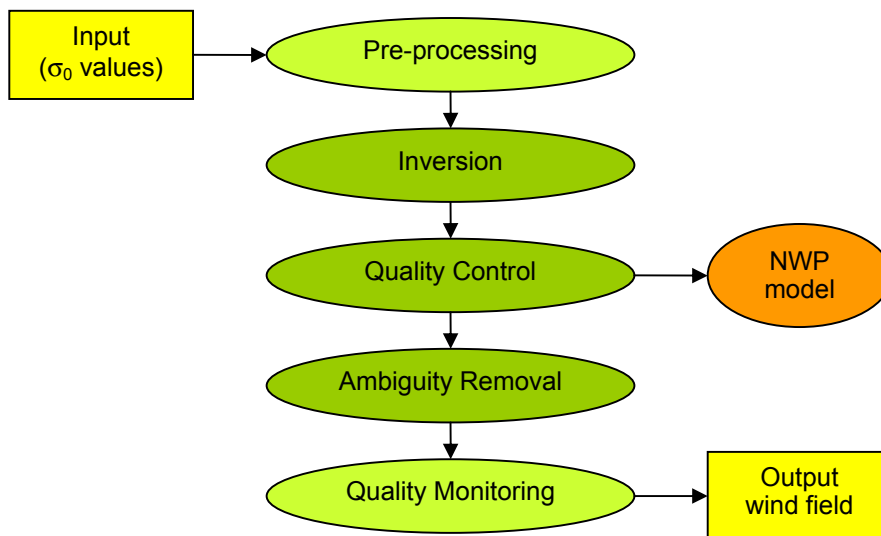 Input
(σ₀ values)
Pre-processing
Inversion
Quality Control
NWP
model
Ambiguity Removal
Quality Monitoring
Output
wind field